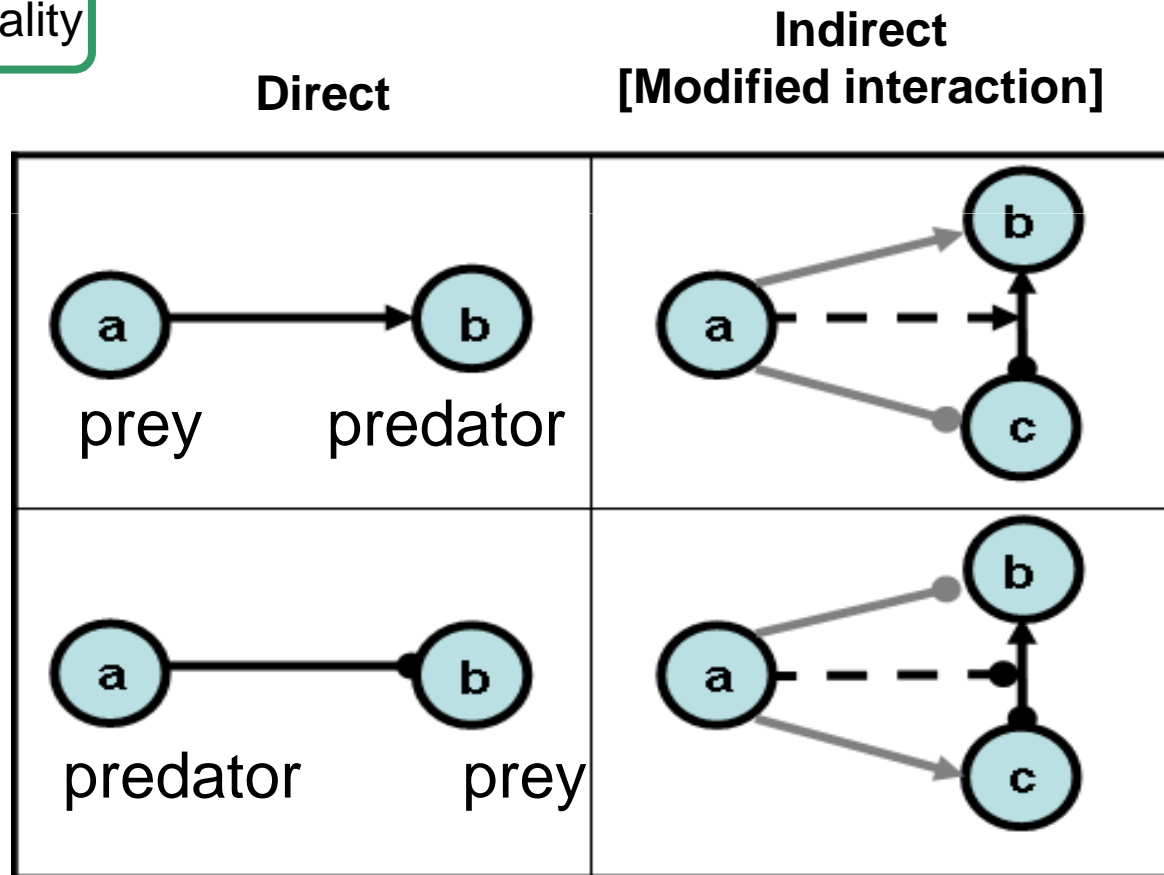 ality
Direct
Indirect
[Modified interaction]
a
b
prey
predator
a
b
c
a
b
predator
prey
a
b
c